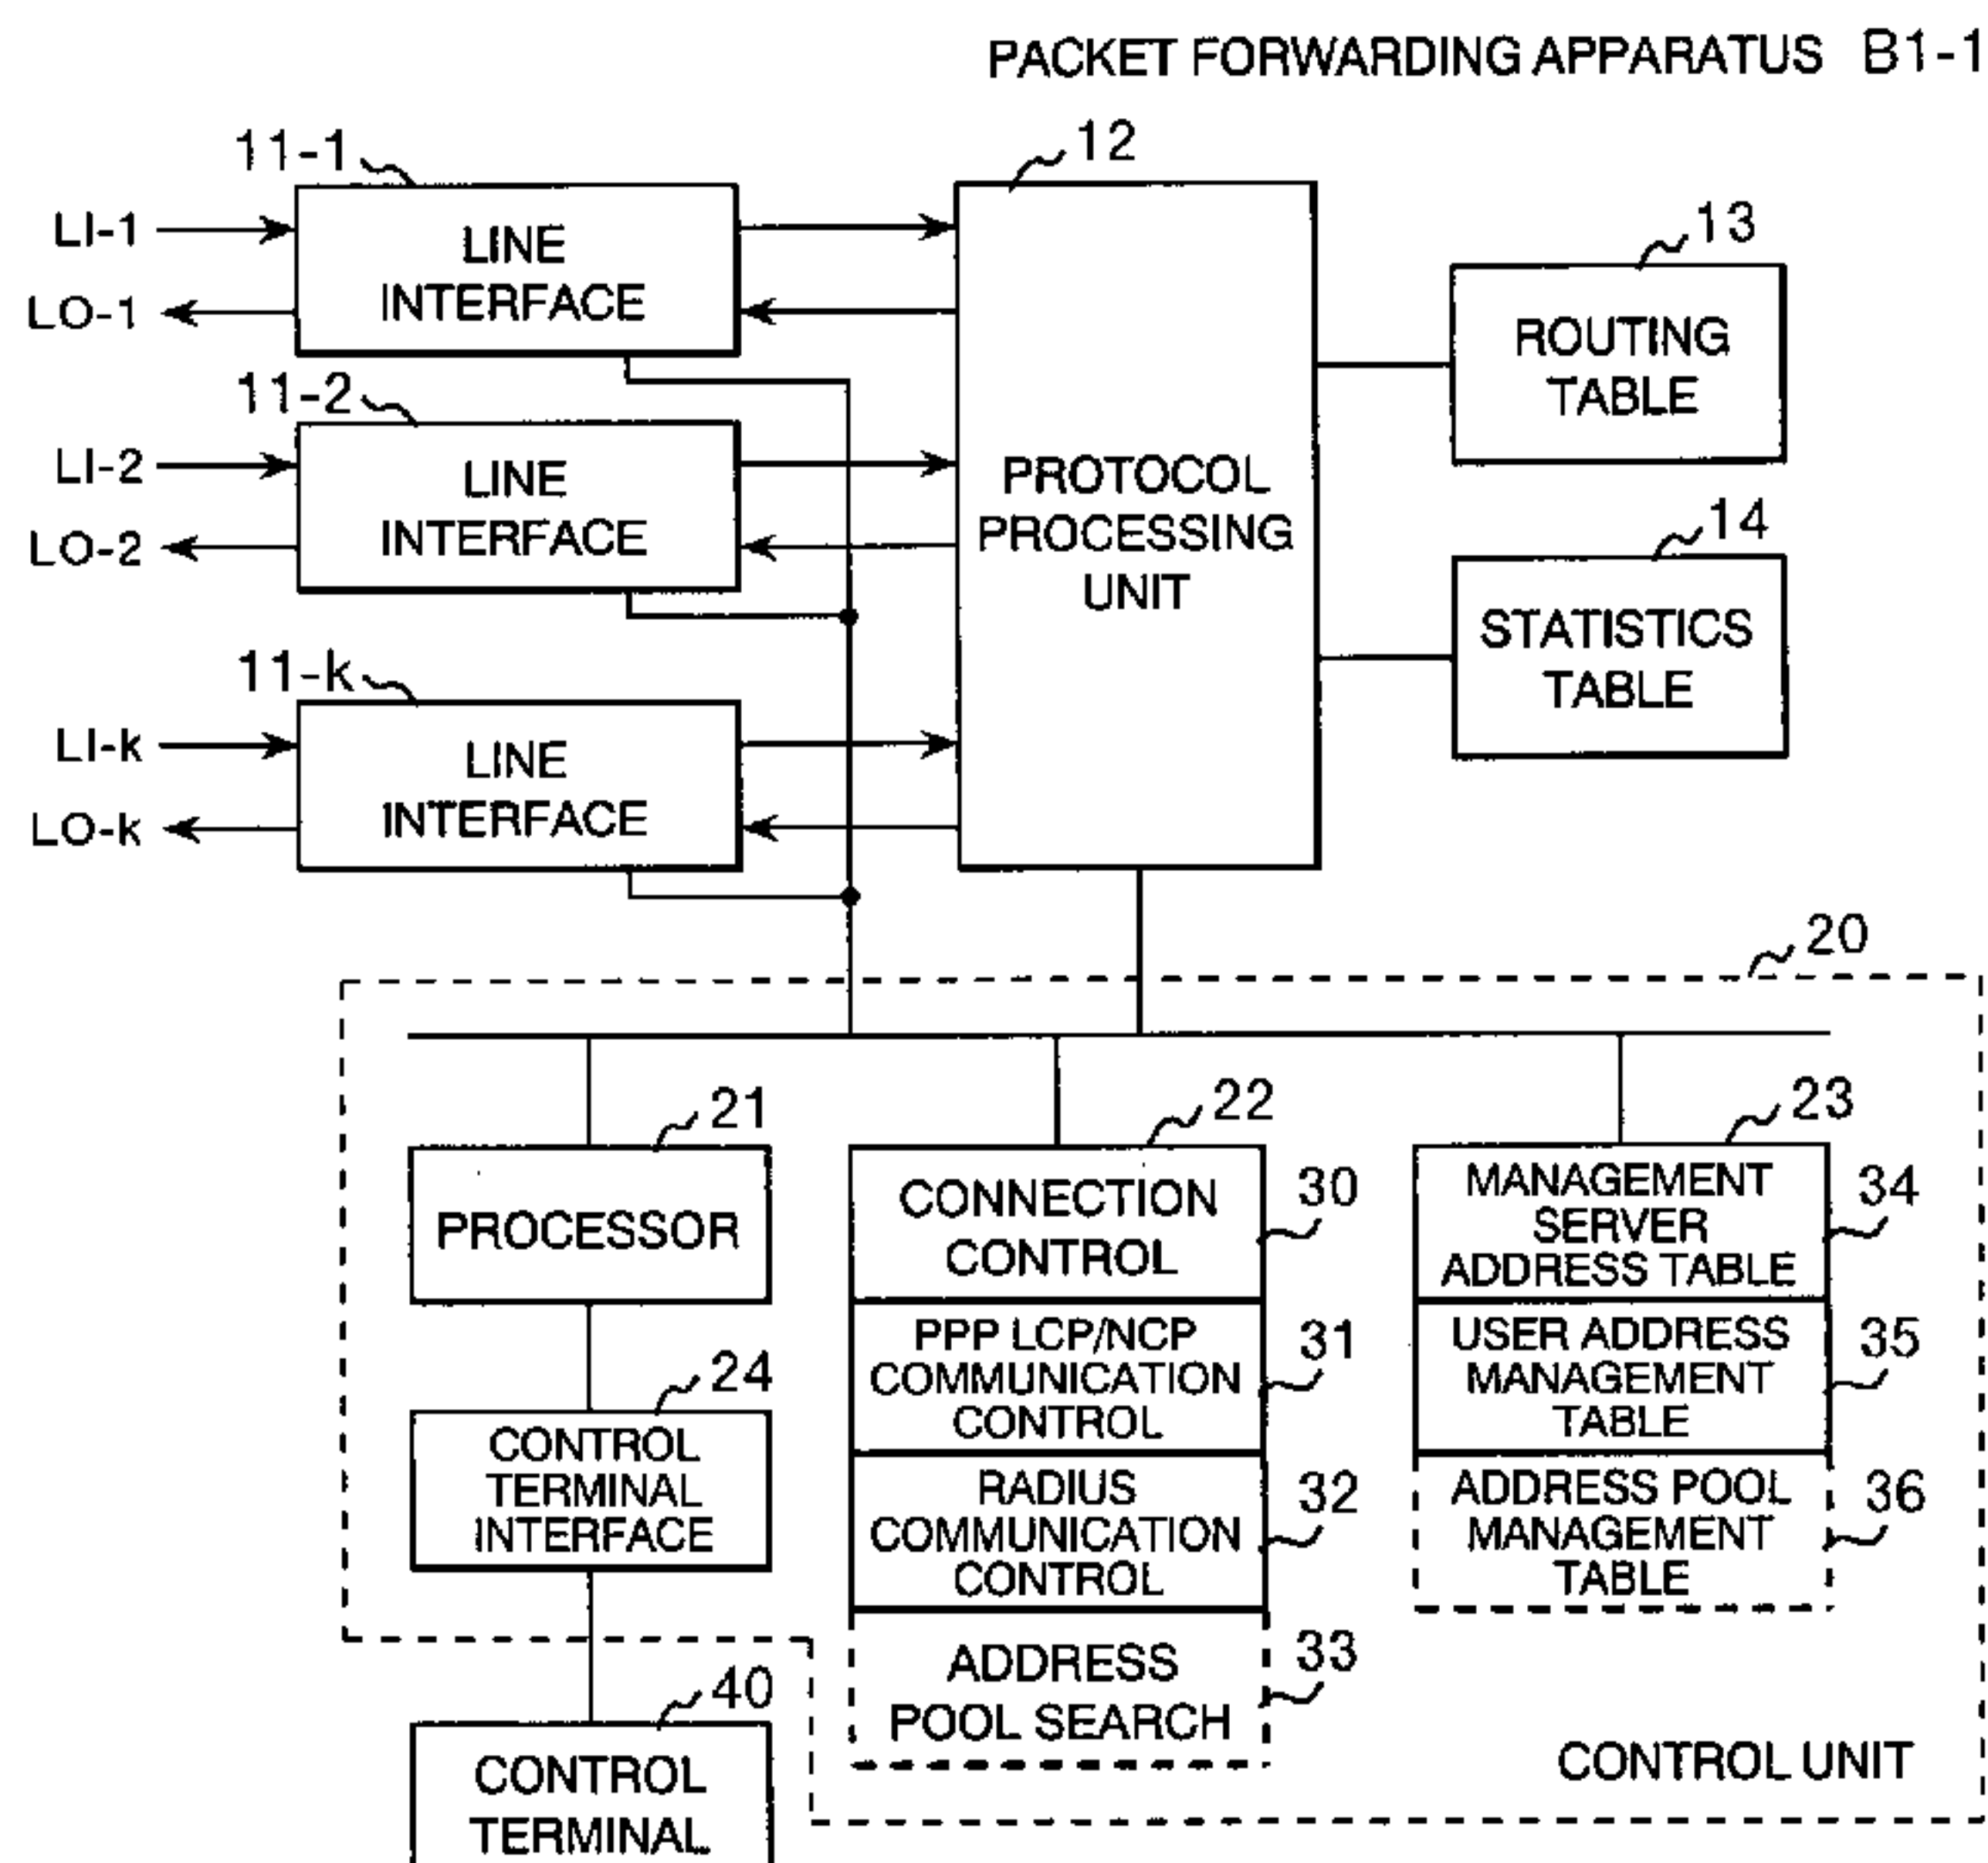 PACKET FORWARDING APPARATUS B1-1
11-1
12
LI-1
LINE
INTERFACE
LO-1
13
ROUTING
TABLE
11-2
LI-2
LINE
INTERFACE
LO-2
PROTOCOL
PROCESSING
UNIT
14
STATISTICS
TABLE
11-k
LI-k
LINE
INTERFACE
LO-k
20
21
PROCESSOR
22
CONNECTION
CONTROL
30
23
MANAGEMENT
SERVER
ADDRESS TABLE
34
PPP LCP/NCP
COMMUNICATION
CONTROL
31
USER ADDRESS
MANAGEMENT
TABLE
35
24
CONTROL
TERMINAL
INTERFACE
RADIUS
COMMUNICATION
CONTROL
32
ADDRESS POOL
MANAGEMENT
TABLE
36
ADDRESS
POOL SEARCH
33
40
CONTROL
TERMINAL
CONTROL UNIT